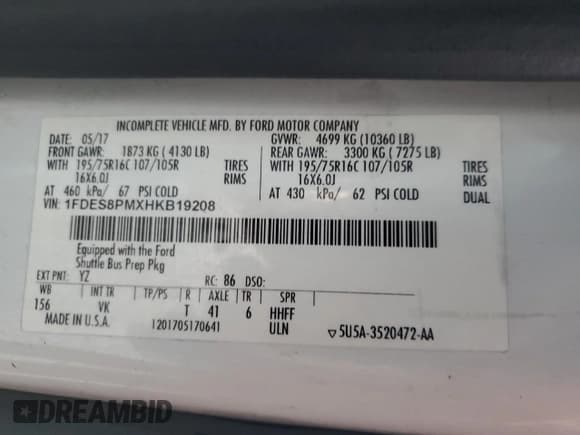 INCOMPLETE VEHICLE MFD. BY FORD MOTOR COMPANY
DATE: 05/17 GVWR: 4699 KG (10360 LB)
FRONT GAWR: 1873 KG ( 4130 LB) REAR GAWR: 3300 KG ( 7275 LB)
WITH 195/75R16C 107/105R TIRES WITH 195/75R16C 107/105R TIRES
16X6.0J RIMS 16X6.0J RIMS
AT 460 kPa/ 67 PSI COLD AT 430 kPa/ 62 PSI COLD DUAL
VIN: 1FDES8PMXHKB19208
Equipped with the Ford
Shuttle Bus Prep Pkg
EXT PNT: YZ RC: 86 DSO:
WB INT TR TP/PS R AXLE TR SPR
156 VK T 41 6 HHFF
MADE IN U.S.A. 1201705170641 ULN ▽5U5A-3520472-AA
DREAMBID